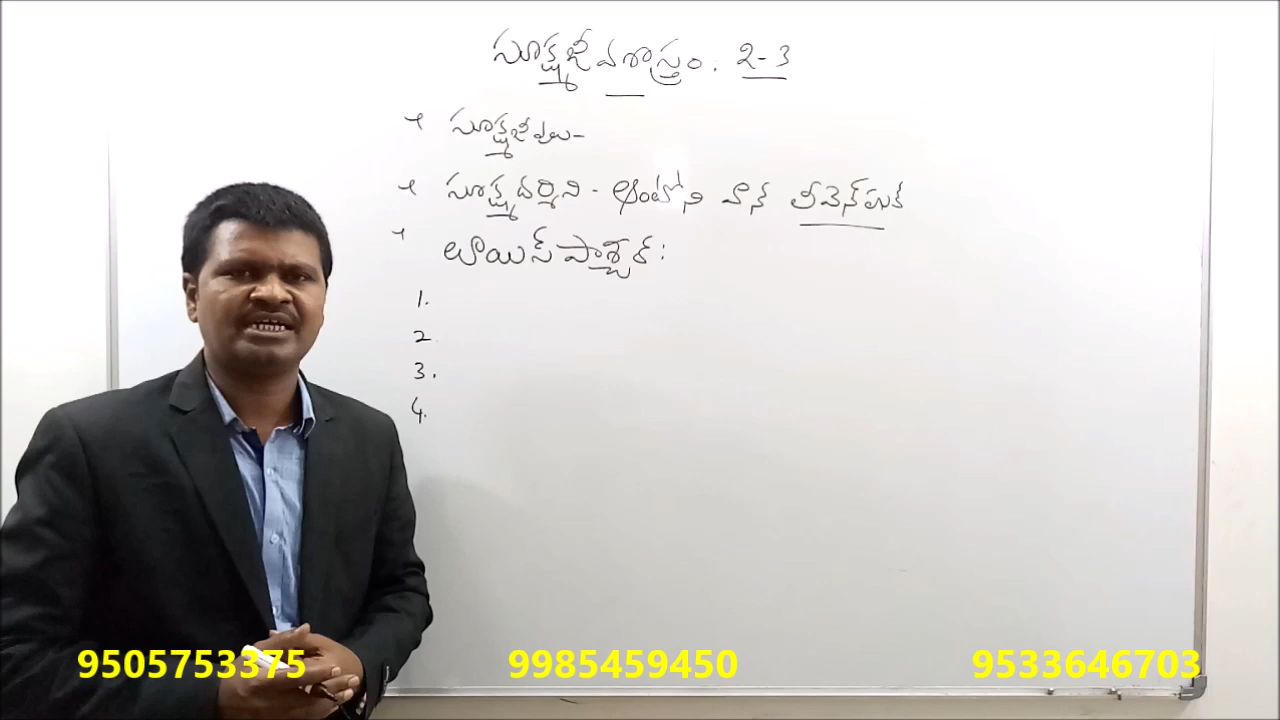 సూక్ష్మజీవశాస్త్రం. 2-3
సూక్ష్మజీవులు-
సూక్ష్మదర్శిని - ఆంటోని వాన్ లీవెన్‌హుక్
లూయిస్ పాశ్చర్:
1.
2
3.
4.
9505753375 9985459450 9533646703